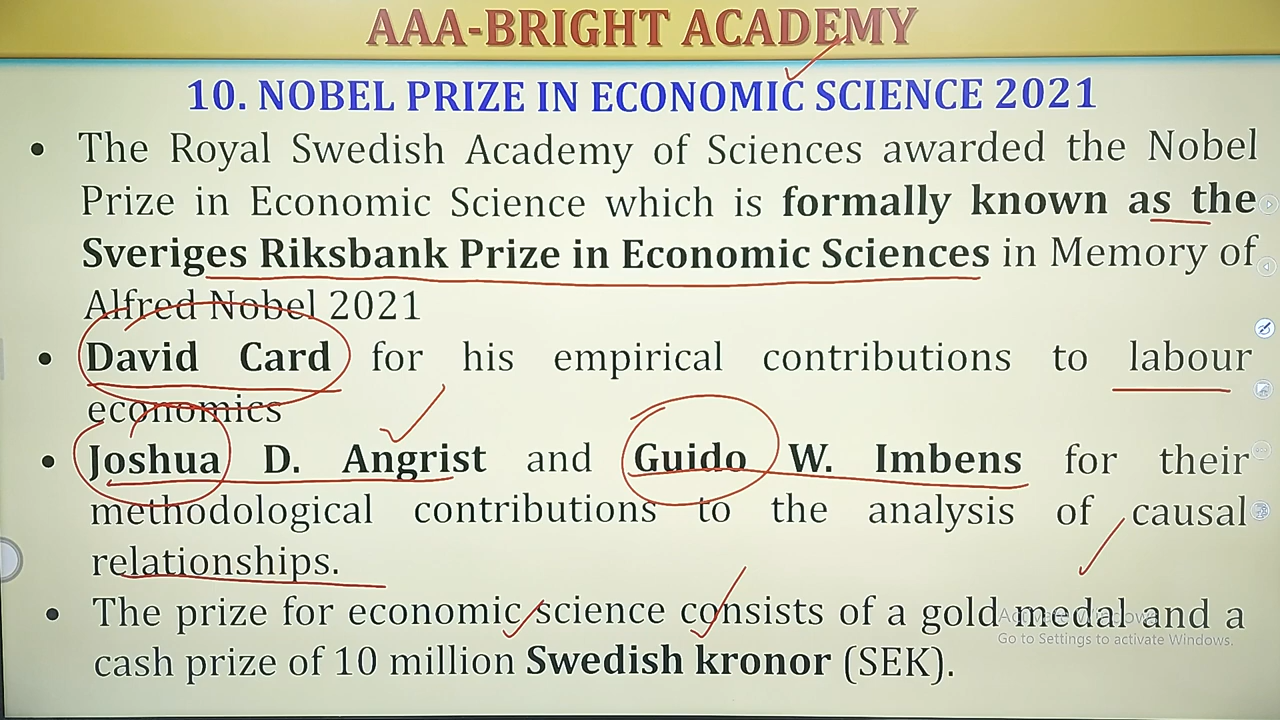 AAA-BRIGHT ACADEMY
10. NOBEL PRIZE IN ECONOMIC SCIENCE 2021
• The Royal Swedish Academy of Sciences awarded the Nobel
Prize in Economic Science which is formally known as the
Sveriges Riksbank Prize in Economic Sciences in Memory of
Alfred Nobel 2021
• David Card for his empirical contributions to labour
economics
• Joshua D. Angrist and Guido W. Imbens for their
methodological contributions to the analysis of causal
relationships.
• The prize for economic science consists of a gold medal and a
cash prize of 10 million Swedish kronor (SEK).
Activate Windows
Go to Settings to activate Windows.